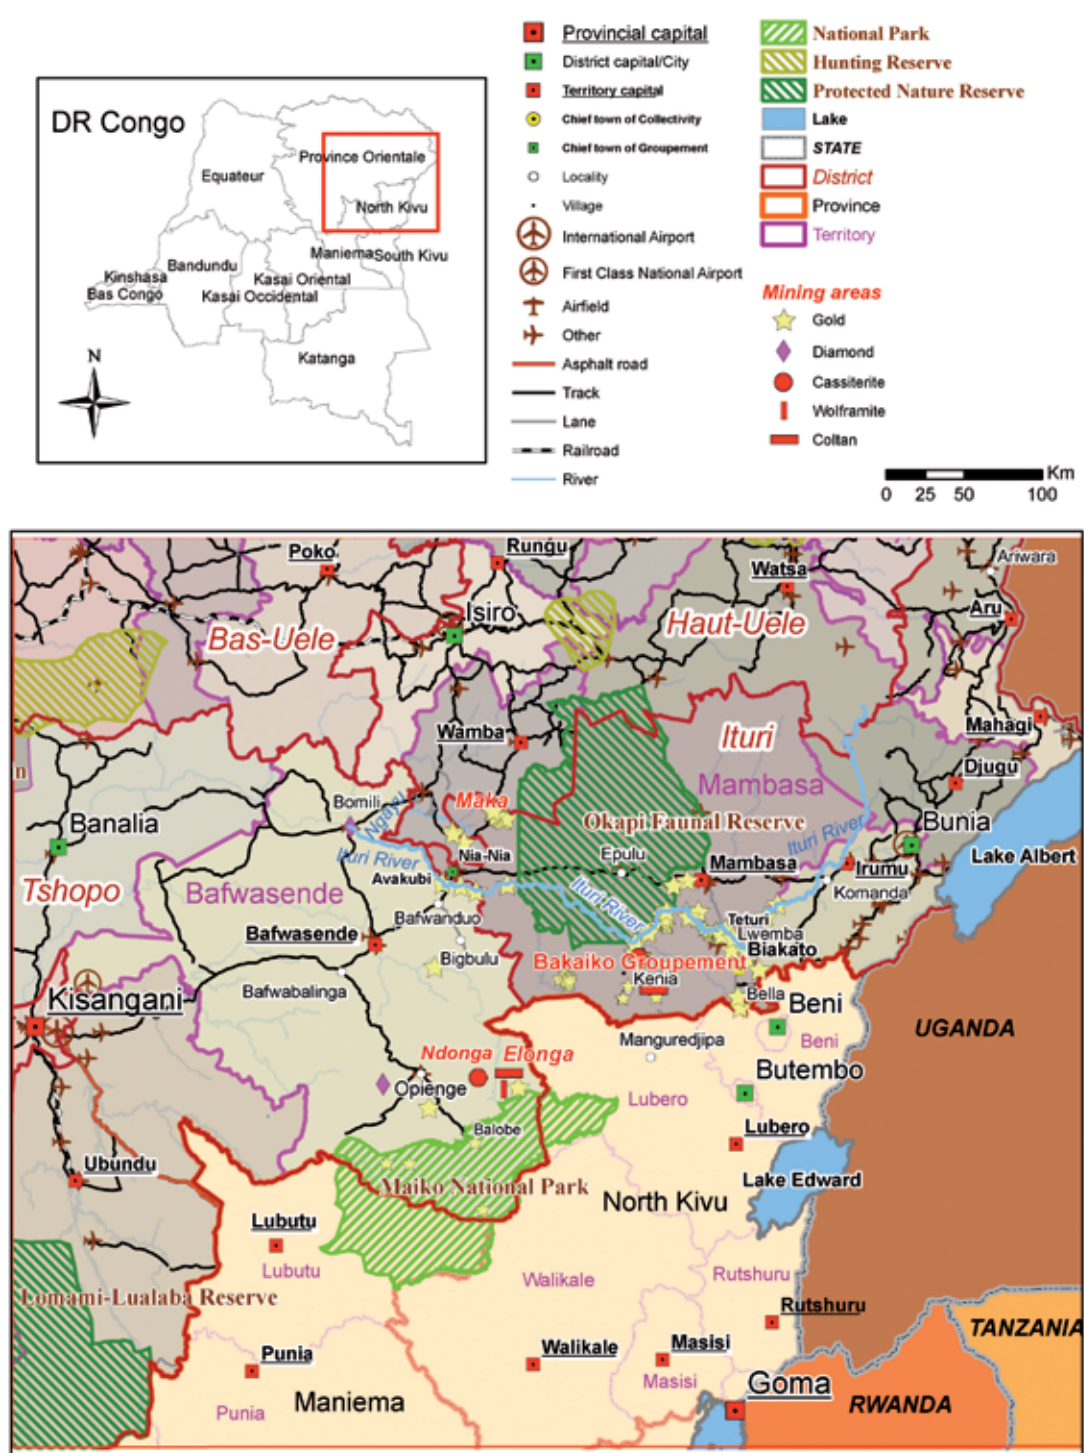 DR Congo
Province Orientale
Equateur
North Kivu
Maniema
South Kivu
Bandundu
Kasai Oriental
Kinshasa
Bas Congo
Kasai Occidental
Katanga
N
Provincial capital
District capital/City
Territory capital
Chief town of Collectivity
Chief town of Groupement
Locality
Village
International Airport
First Class National Airport
Airfield
Other
Asphalt road
Track
Lane
Railroad
River
National Park
Hunting Reserve
Protected Nature Reserve
Lake
STATE
District
Province
Territory
Mining areas
Gold
Diamond
Cassiterite
Wolframite
Coltan
Km
0 25 50 100
Poko
Rungu
Watsa
Ariwara
Aru
Isiro
Bas-Uele
Haut-Uele
Wamba
Ituri
Mahagi
n
Mambasa
Djugu
Bomili
Ngayu
Maka
Banalia
Okapi Faunal Reserve
Ituri River
Bunia
Ituri River
Nia-Nia
Epulu
Mambasa
Irumu
Lake Albert
Tshopo
Bafwasende
Avakubi
Ituri River
Komanda
Bafwanduo
Teturi
Lwemba
Bafwasende
Biakato
Bigbulu
Bakaiko Groupement
Kenia
Bafwabalinga
Bella
Kisangani
Beni
UGANDA
Manguredjipa
Beni
Ndonga
Elonga
Butembo
Opienge
Lubero
Balobe
Lubero
Ubundu
Lake Edward
Maiko National Park
North Kivu
Lubutu
Lubutu
Walikale
Rutshuru
Lomami-Lualaba Reserve
Rutshuru
TANZANIA
Punia
Walikale
Masisi
Masisi
Goma
Maniema
Punia
RWANDA